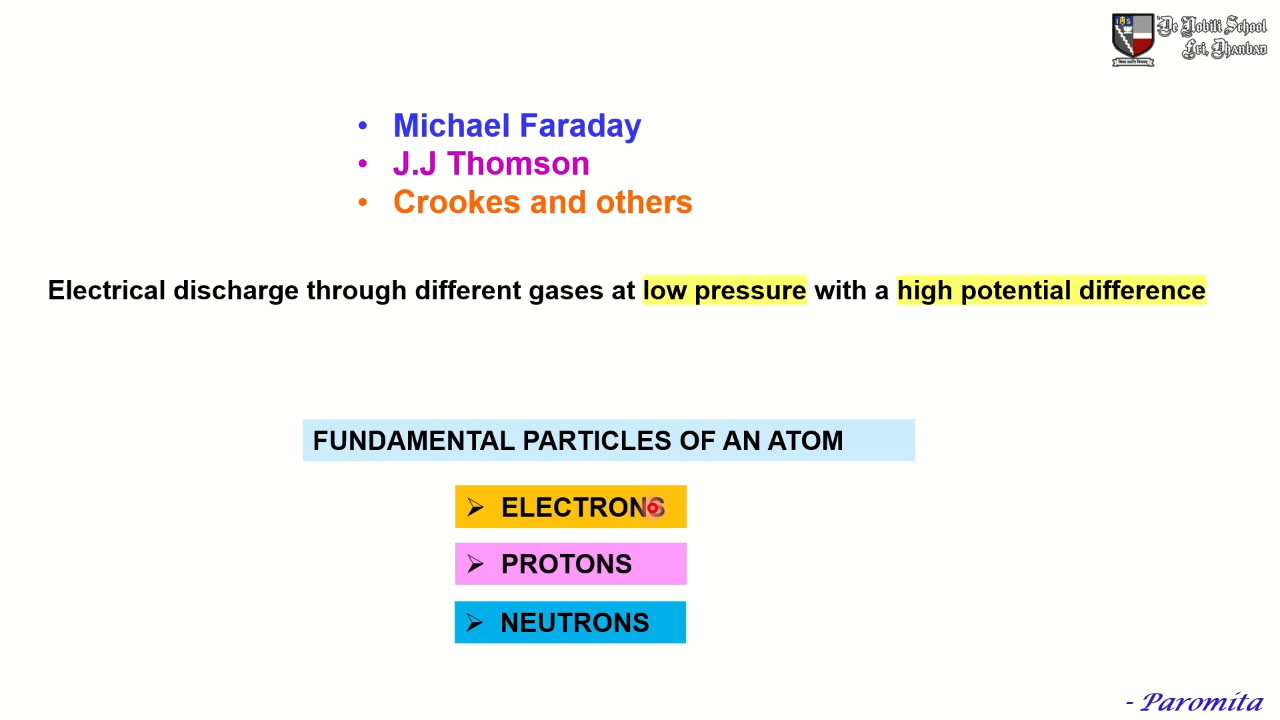 De Nobili School
Fri, Dhanbad
• Michael Faraday
• J.J Thomson
• Crookes and others
Electrical discharge through different gases at low pressure with a high potential difference
FUNDAMENTAL PARTICLES OF AN ATOM
➢ ELECTRONS
➢ PROTONS
➢ NEUTRONS
- Paromita